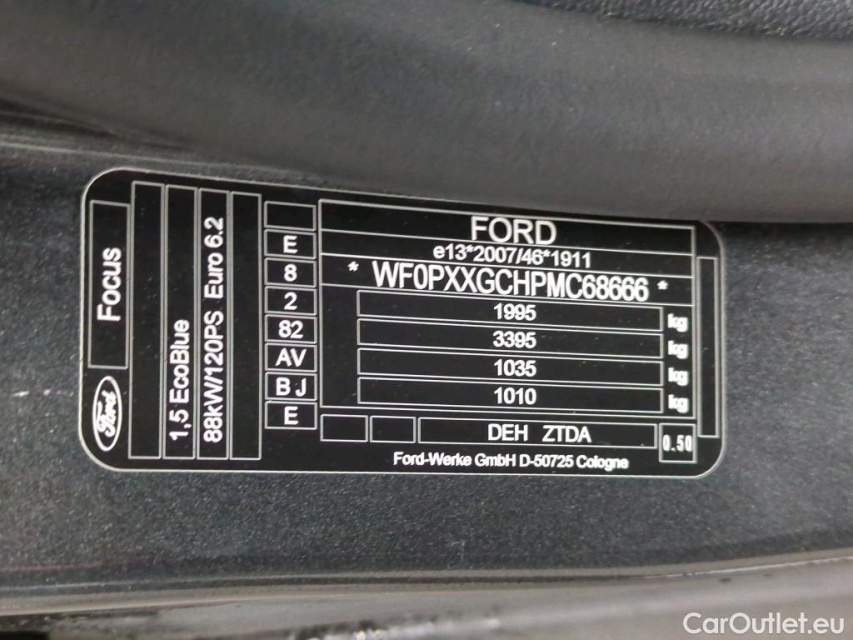 Focus
Ford
1,5 EcoBlue
88kW/120PS Euro 6.2
E
8
2
82
AV
B J
E
FORD
e13*2007/46*1911
* WF0PXXGCHPMC68666 *
1995 kg
3395 kg
1035 kg
1010 kg
DEH ZTDA
0.50
Ford-Werke GmbH D-50725 Cologne
CarOutlet.eu